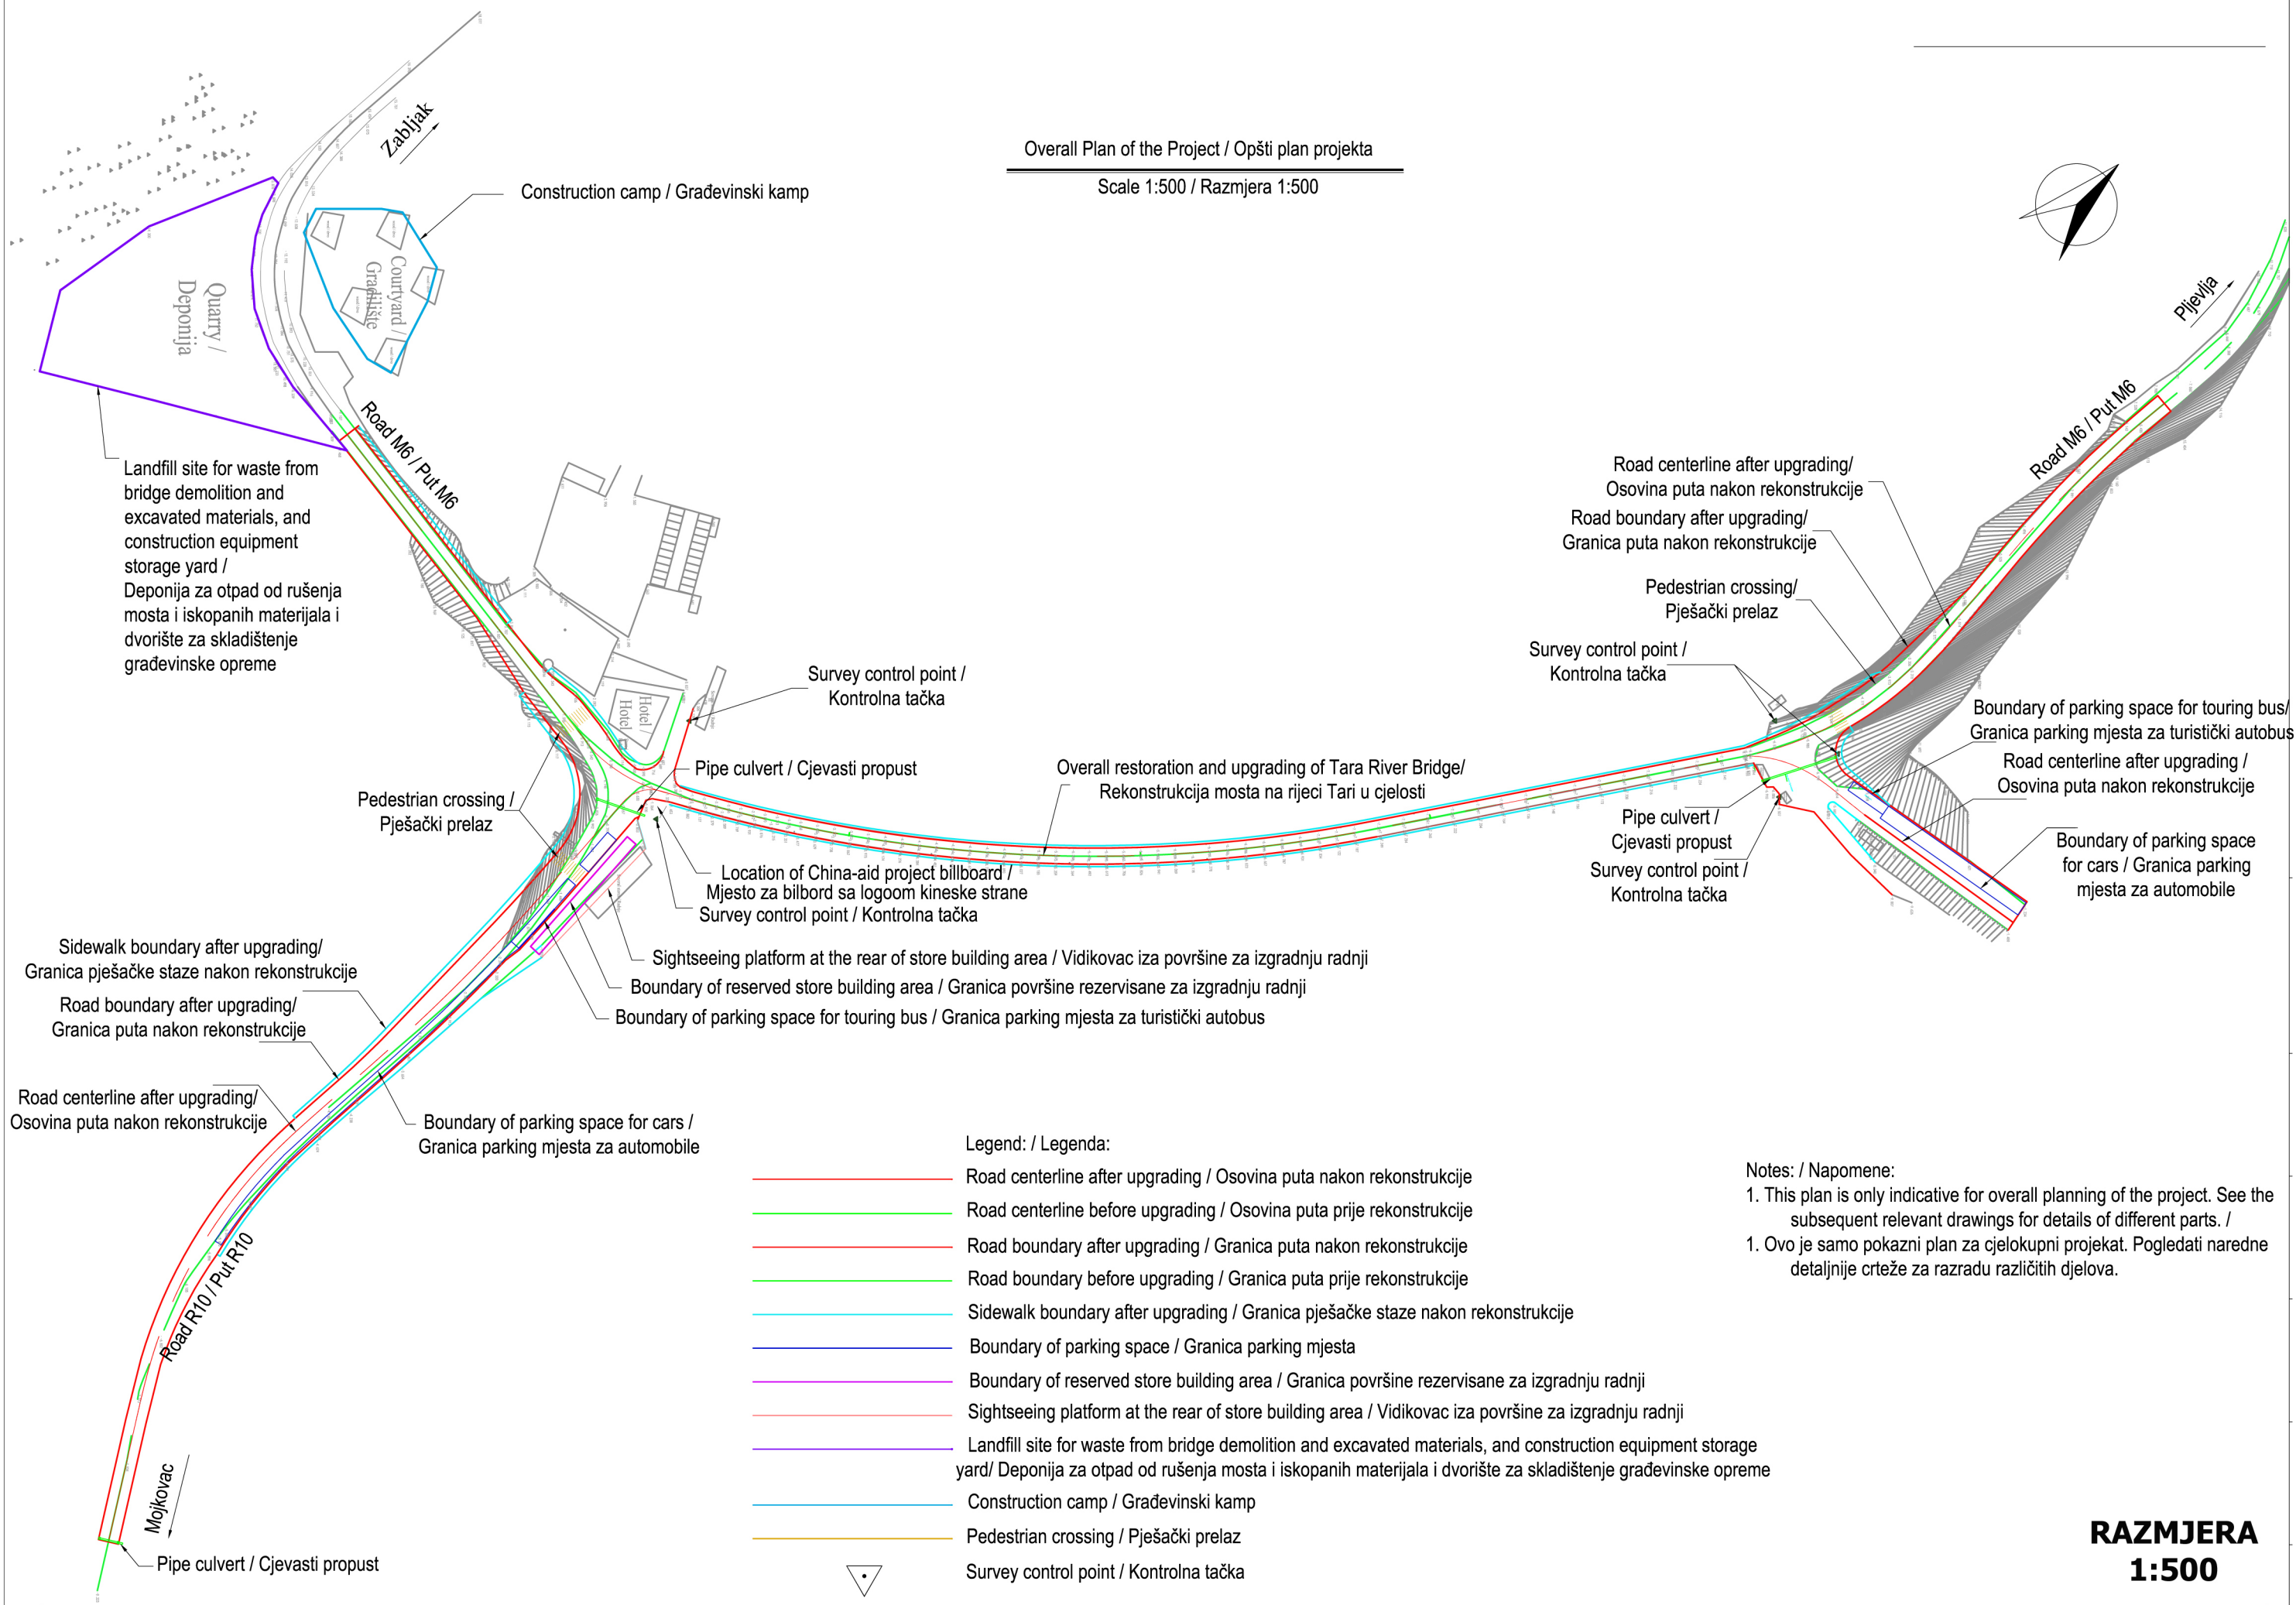 Overall Plan of the Project / Opšti plan projekta
Scale 1:500 / Razmjera 1:500
Zabljak
Construction camp / Građevinski kamp
Courtyard /
Gradilište
Quarry /
Deponija
Road M6 / Put M6
Landfill site for waste from
bridge demolition and
excavated materials, and
construction equipment
storage yard /
Deponija za otpad od rušenja
mosta i iskopanih materijala i
dvorište za skladištenje
građevinske opreme
Hotel /
Hotel
Survey control point /
Kontrolna tačka
Pipe culvert / Cjevasti propust
Pedestrian crossing /
Pješački prelaz
Location of China-aid project billboard /
Mjesto za bilbord sa logoom kineske strane
Survey control point / Kontrolna tačka
Sightseeing platform at the rear of store building area / Vidikovac iza površine za izgradnju radnji
Boundary of reserved store building area / Granica površine rezervisane za izgradnju radnji
Boundary of parking space for touring bus / Granica parking mjesta za turistički autobus
Sidewalk boundary after upgrading/
Granica pješačke staze nakon rekonstrukcije
Road boundary after upgrading/
Granica puta nakon rekonstrukcije
Road centerline after upgrading/
Osovina puta nakon rekonstrukcije
Boundary of parking space for cars /
Granica parking mjesta za automobile
Road R10 / Put R10
Mojkovac
Pipe culvert / Cjevasti propust
Overall restoration and upgrading of Tara River Bridge/
Rekonstrukcija mosta na rijeci Tari u cjelosti
Pljevlja
Road M6 / Put M6
Road centerline after upgrading/
Osovina puta nakon rekonstrukcije
Road boundary after upgrading/
Granica puta nakon rekonstrukcije
Pedestrian crossing/
Pješački prelaz
Survey control point /
Kontrolna tačka
Boundary of parking space for touring bus/
Granica parking mjesta za turistički autobus
Road centerline after upgrading /
Osovina puta nakon rekonstrukcije
Pipe culvert /
Cjevasti propust
Survey control point /
Kontrolna tačka
Boundary of parking space
for cars / Granica parking
mjesta za automobile
Legend: / Legenda:
Road centerline after upgrading / Osovina puta nakon rekonstrukcije
Road centerline before upgrading / Osovina puta prije rekonstrukcije
Road boundary after upgrading / Granica puta nakon rekonstrukcije
Road boundary before upgrading / Granica puta prije rekonstrukcije
Sidewalk boundary after upgrading / Granica pješačke staze nakon rekonstrukcije
Boundary of parking space / Granica parking mjesta
Boundary of reserved store building area / Granica površine rezervisane za izgradnju radnji
Sightseeing platform at the rear of store building area / Vidikovac iza površine za izgradnju radnji
Landfill site for waste from bridge demolition and excavated materials, and construction equipment storage
yard/ Deponija za otpad od rušenja mosta i iskopanih materijala i dvorište za skladištenje građevinske opreme
Construction camp / Građevinski kamp
Pedestrian crossing / Pješački prelaz
Survey control point / Kontrolna tačka
Notes: / Napomene:
1. This plan is only indicative for overall planning of the project. See the
subsequent relevant drawings for details of different parts. /
1. Ovo je samo pokazni plan za cjelokupni projekat. Pogledati naredne
detaljnije crteže za razradu različitih djelova.
RAZMJERA
1:500